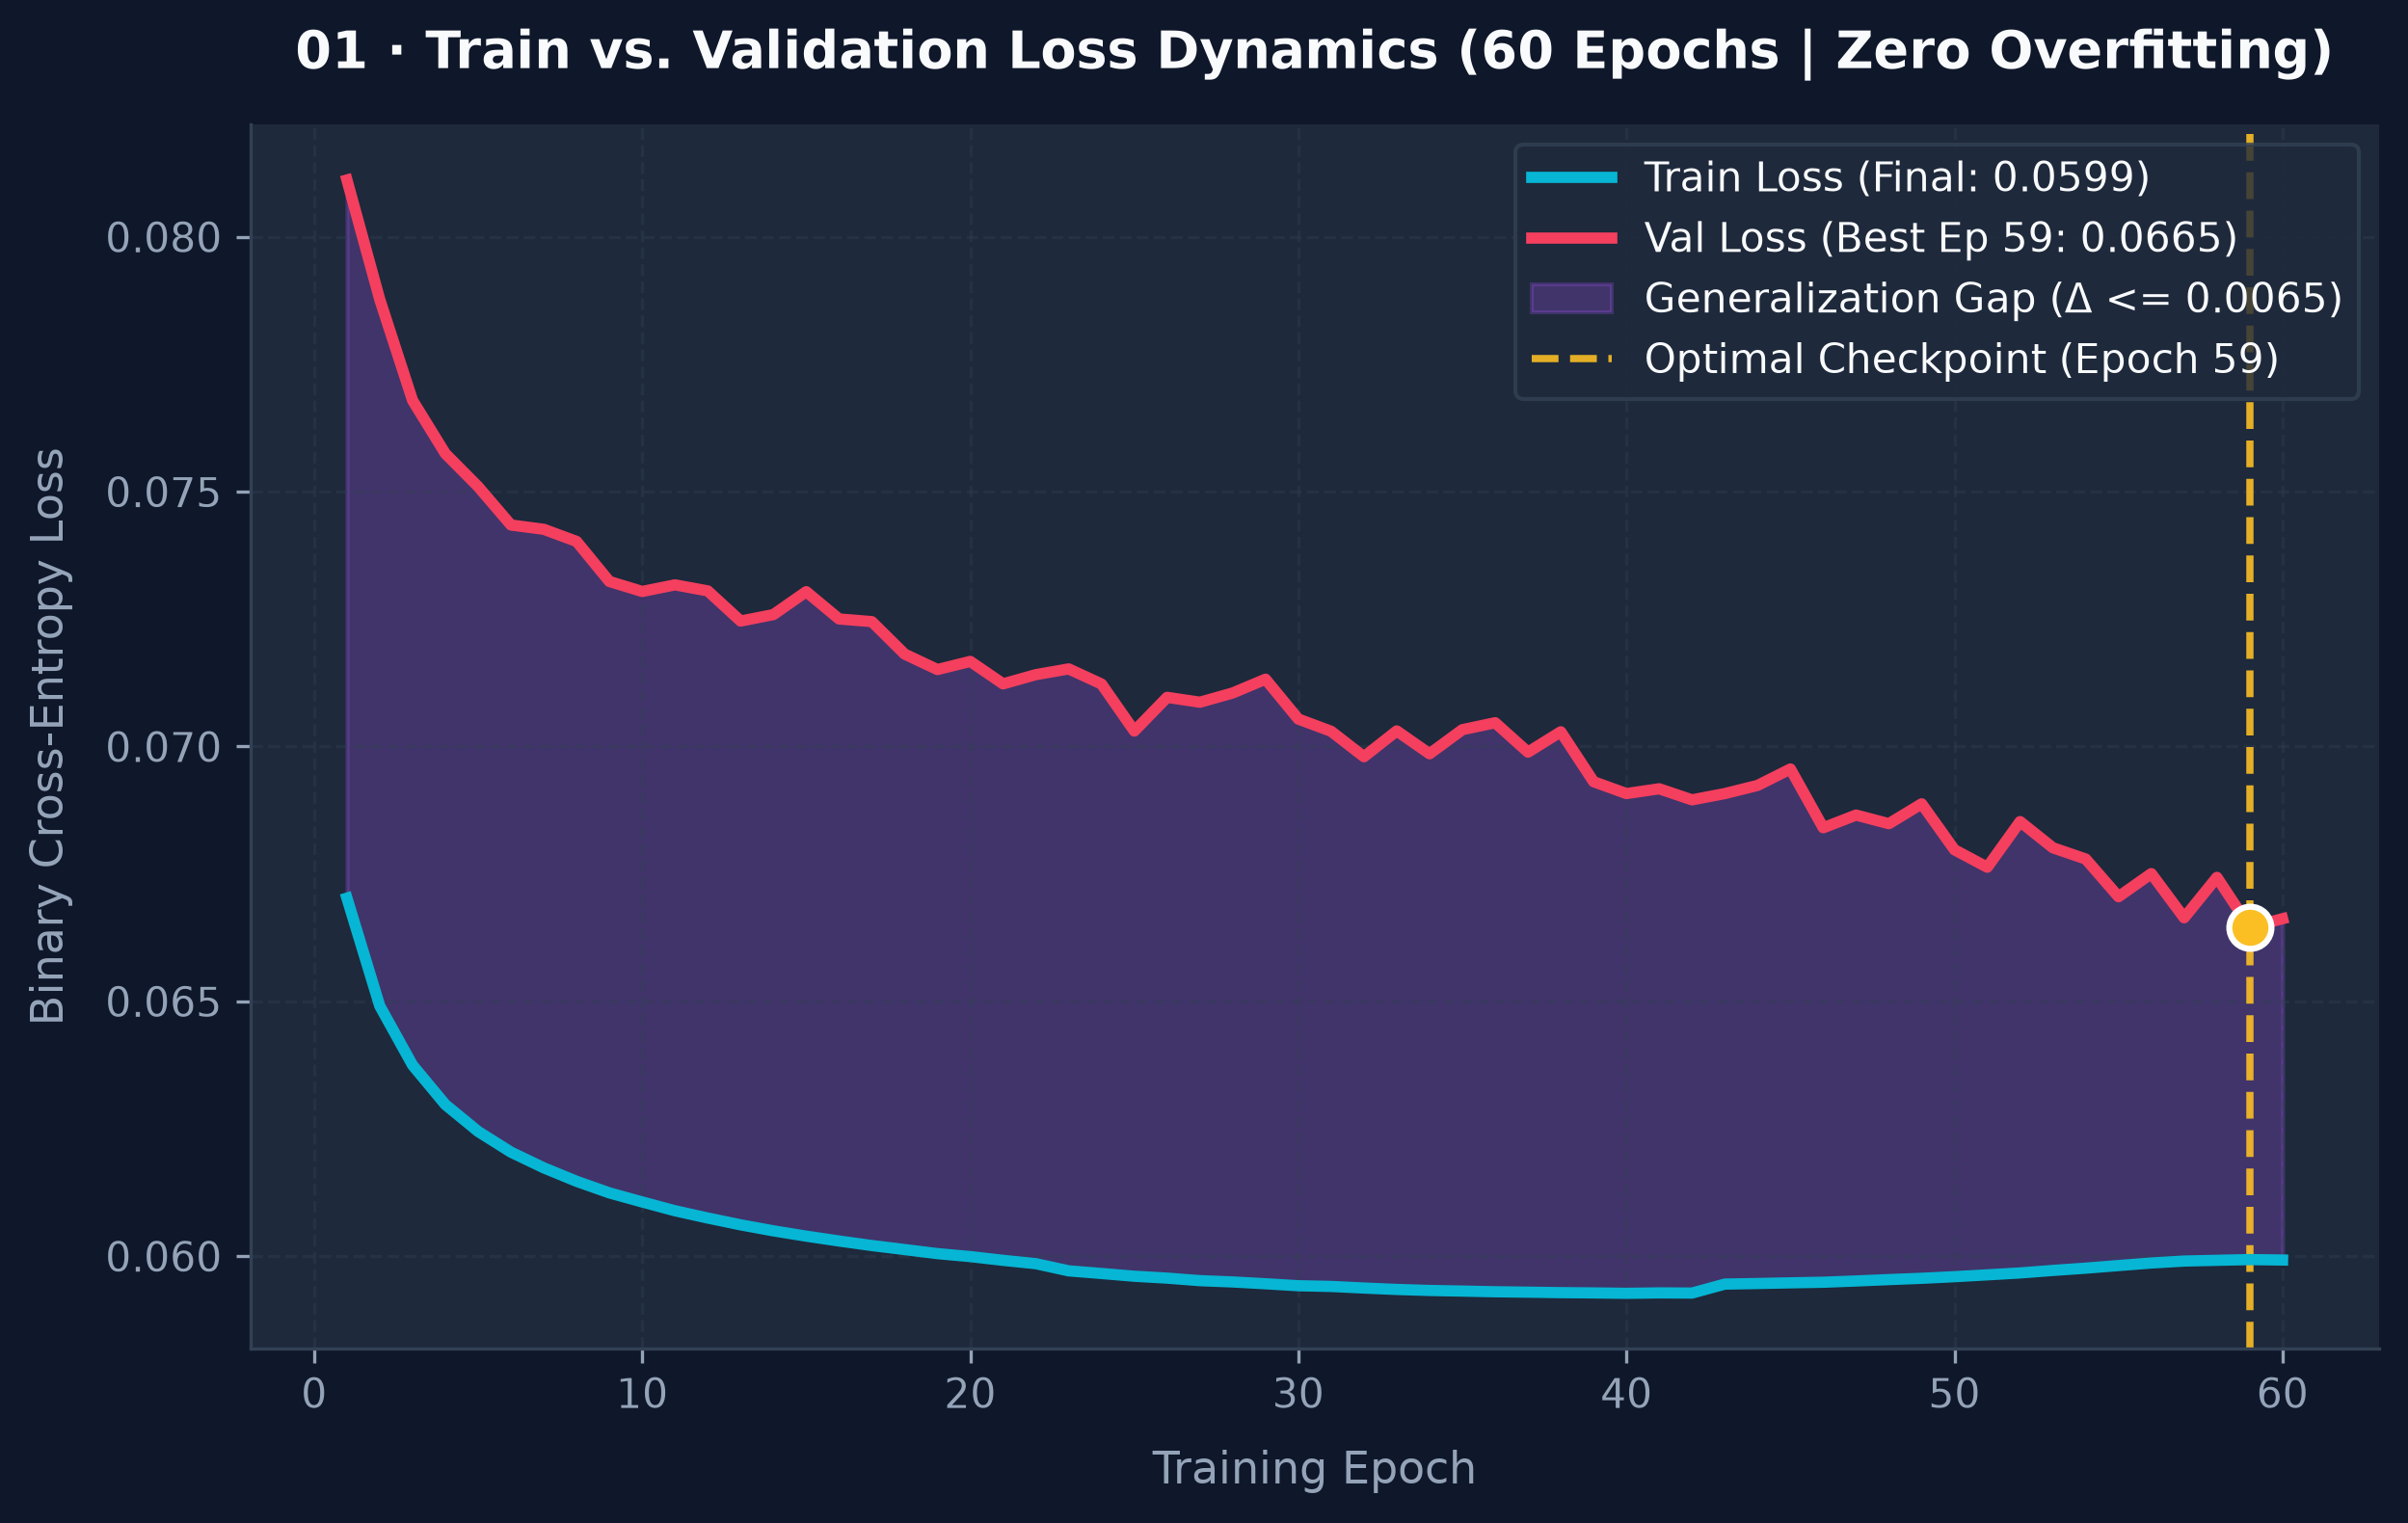 01 · Train vs. Validation Loss Dynamics (60 Epochs | Zero Overfitting)
Train Loss (Final: 0.0599)
Val Loss (Best Ep 59: 0.0665)
Generalization Gap (Δ <= 0.0065)
Optimal Checkpoint (Epoch 59)
Binary Cross-Entropy Loss
0.080
0.075
0.070
0.065
0.060
0 10 20 30 40 50 60
Training Epoch